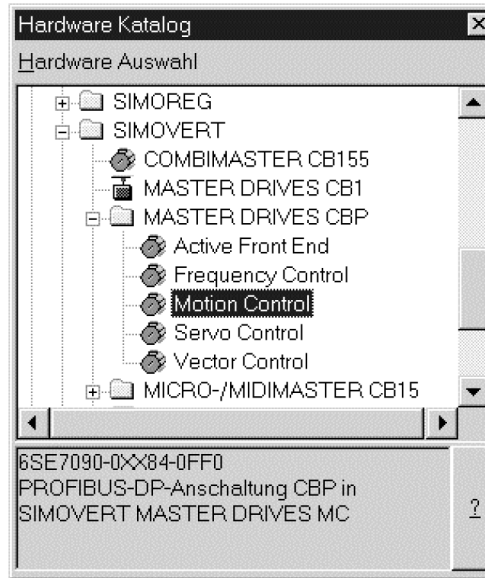 Hardware Katalog
Hardware Auswahl
SIMOREG
SIMOVERT
COMBIMASTER CB155
MASTER DRIVES CB1
MASTER DRIVES CBP
Active Front End
Frequency Control
Motion Control
Servo Control
Vector Control
MICRO-/MIDIMASTER CB15
6SE7090-0XX84-0FF0
PROFIBUS-DP-Anschaltung CBP in
SIMOVERT MASTER DRIVES MC
?